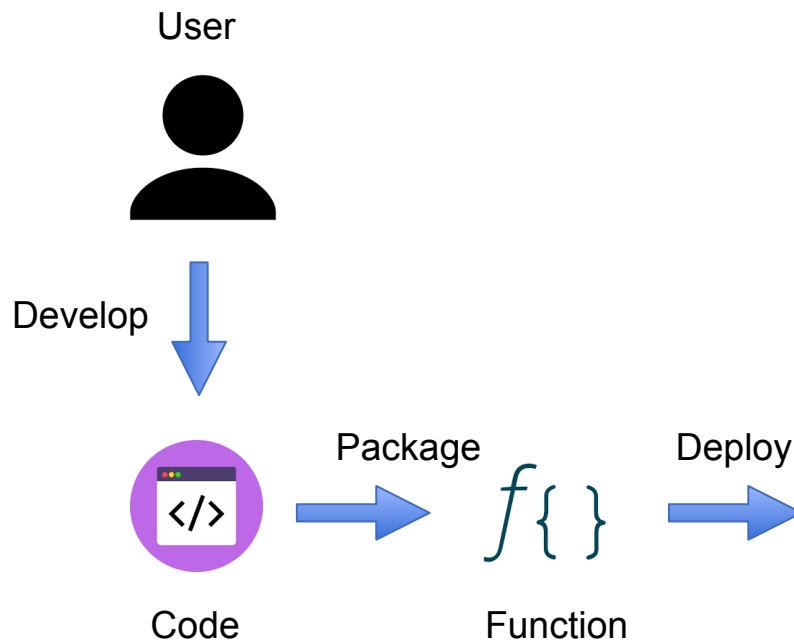 User
Develop
Package
Deploy
</>
f{ }
Code
Function